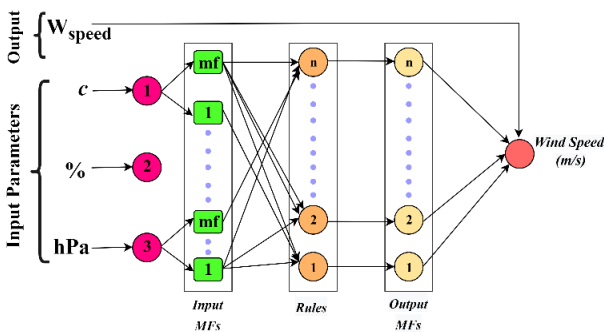 Output
W speed
Input Parameters
c
%
hPa
1
2
3
mf
1
mf
1
n
2
1
n
2
1
Wind Speed
(m/s)
Input
MFs
Rules
Output
MFs